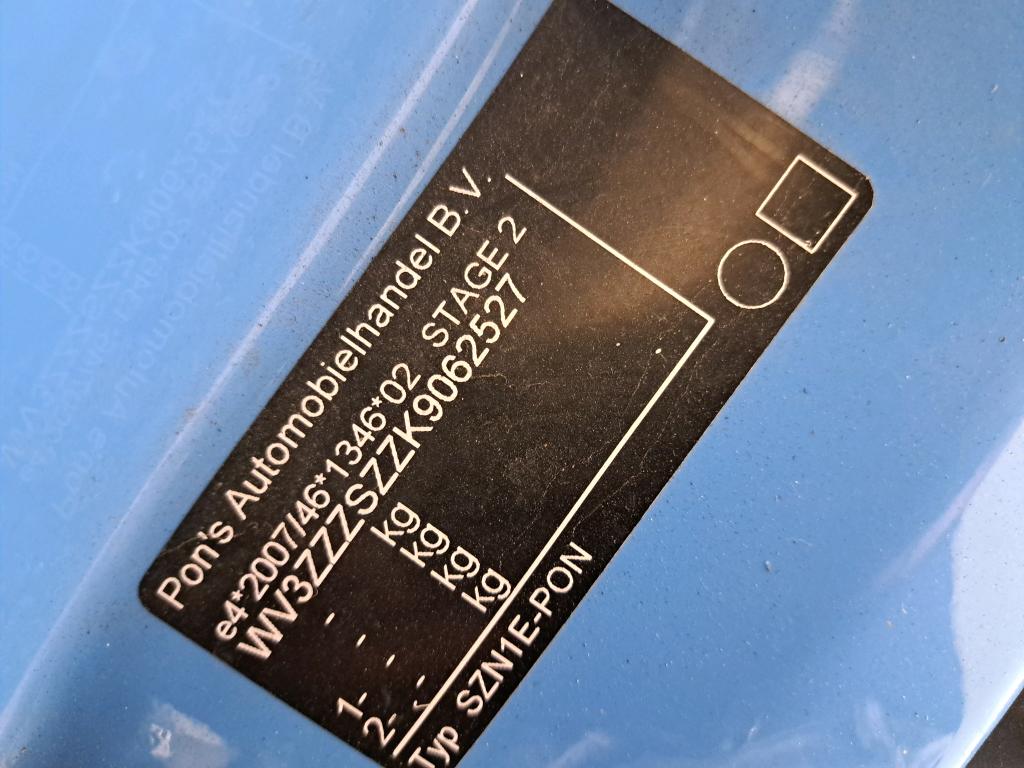 Pon's Automobielhandel B.V.
e4*2007/46*1346*02 STAGE 2
WV3ZZZSZZK9062527
- kg
- kg
1- - kg
2- - kg
Typ SZN1E-PON